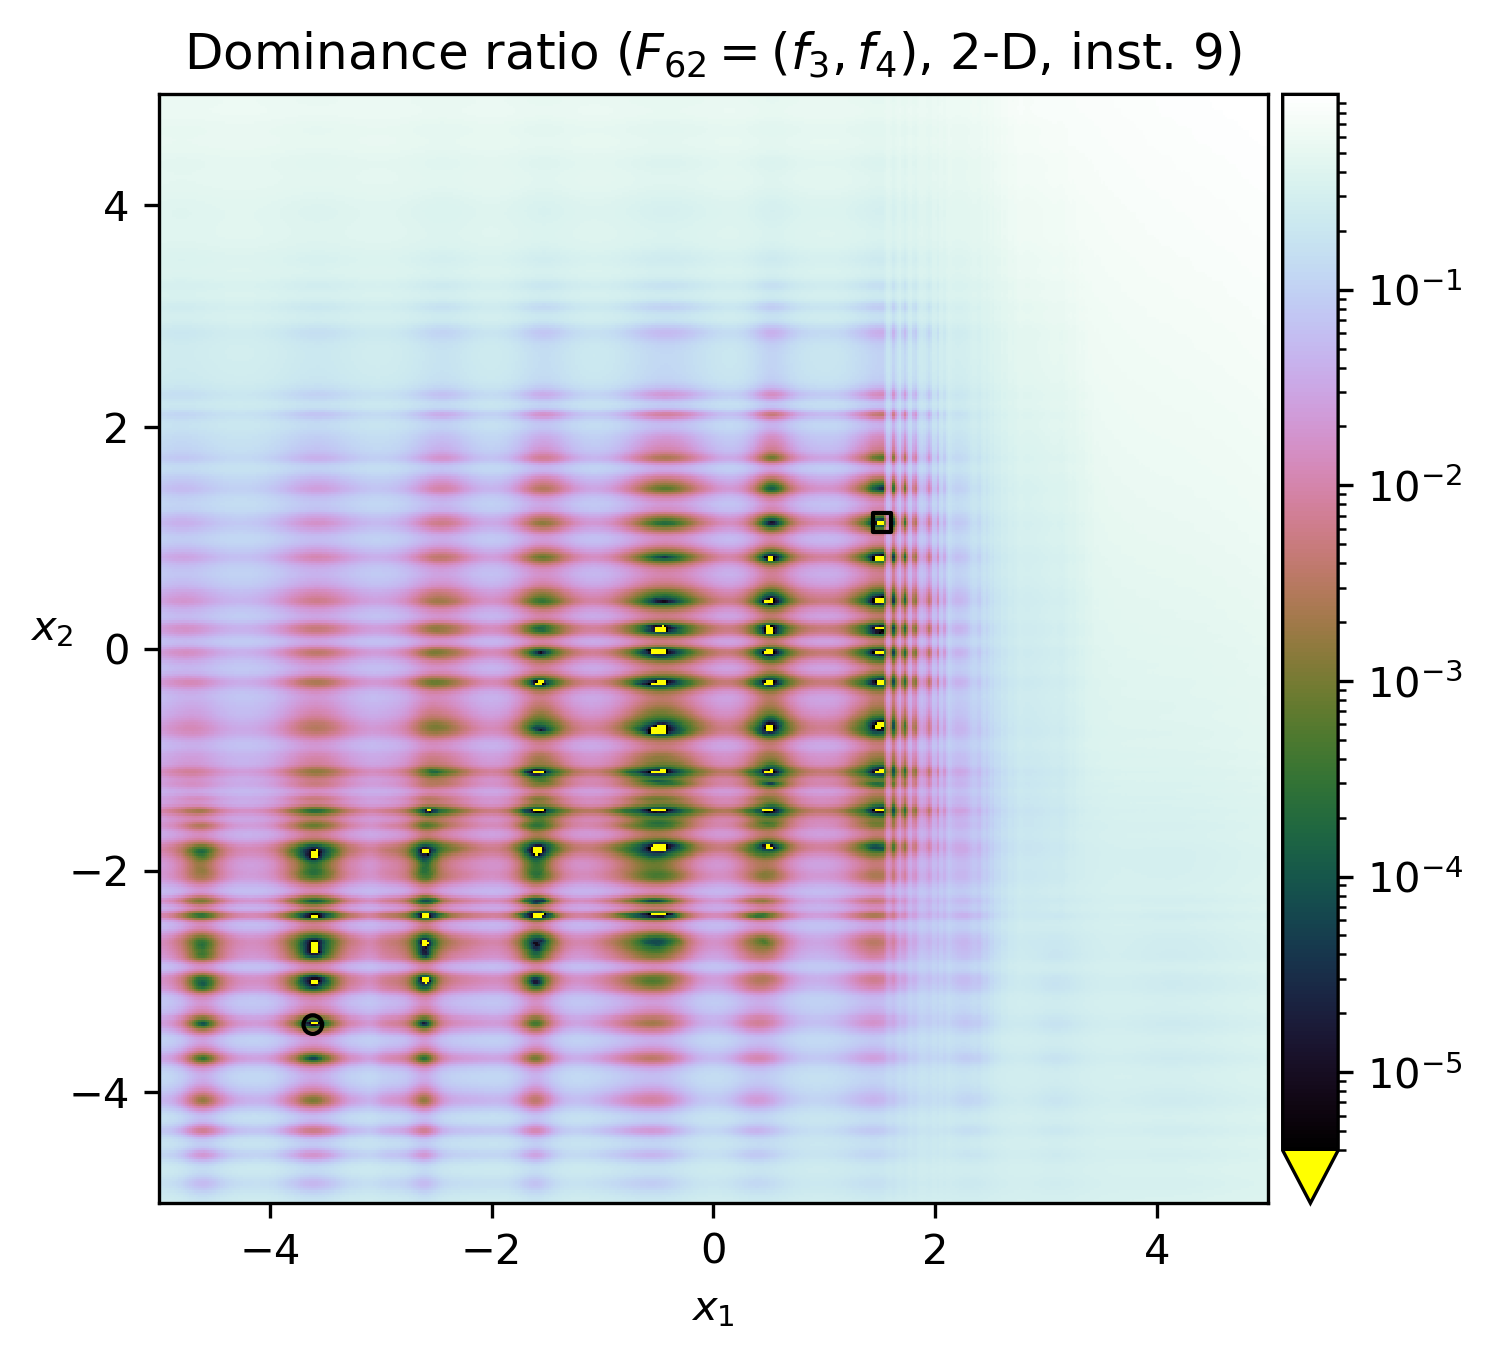 Dominance ratio (F₆₂ = (f₃, f₄), 2-D, inst. 9)
4
2
0
−2
−4
x₂
−4 −2 0 2 4
x₁
10⁻¹
10⁻²
10⁻³
10⁻⁴
10⁻⁵